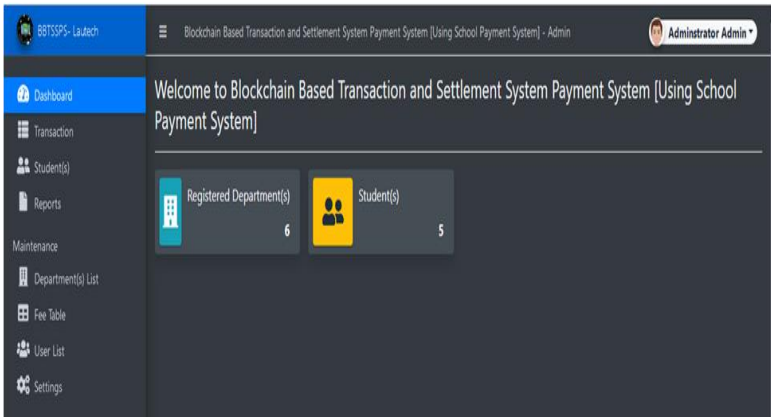 BBTSSPS- Lautech
Blockchain Based Transaction and Settlement System Payment System [Using School Payment System] - Admin
Adminstrator Admin
Dashboard
Transaction
Student(s)
Reports
Maintenance
Department(s) List
Fee Table
User List
Settings
Welcome to Blockchain Based Transaction and Settlement System Payment System [Using School
Payment System]
Registered Department(s)
6
Student(s)
5